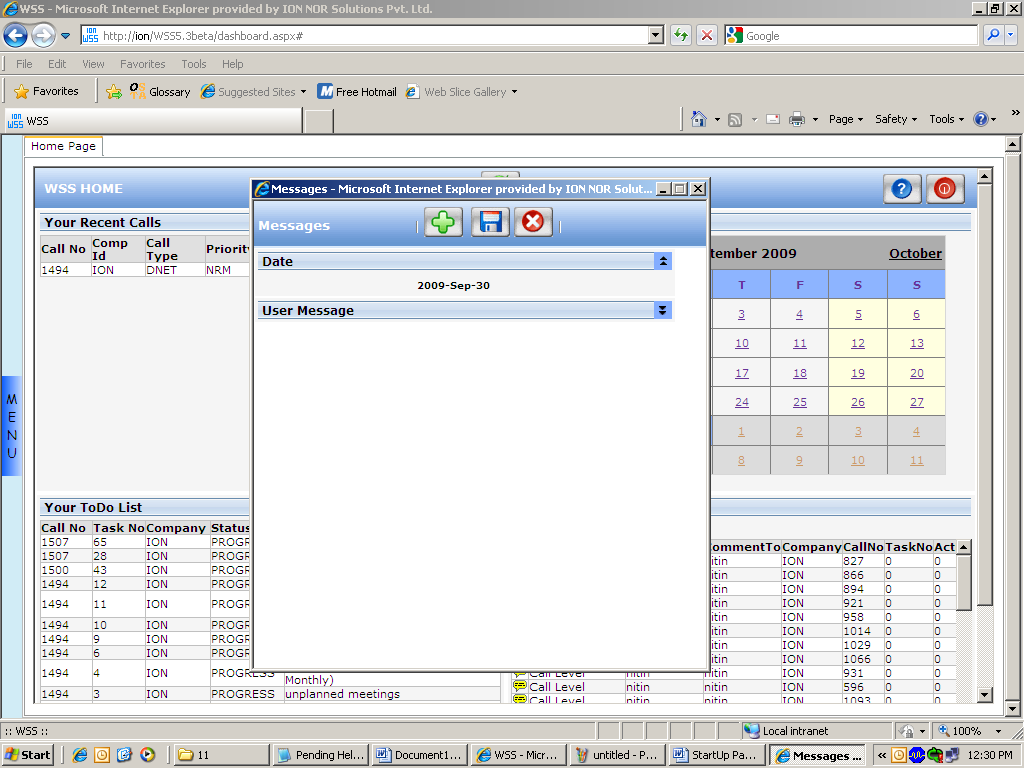 WSS - Microsoft Internet Explorer provided by ION NOR Solutions Pvt. Ltd.
http://ion/WSS5.3beta/dashboard.aspx#
Google
File Edit View Favorites Tools Help
Favorites Glossary Suggested Sites Free Hotmail Web Slice Gallery
WSS Page Safety Tools
Home Page
WSS HOME
MENU
Your Recent Calls
Call No Comp Id Call Type Priorit
1494 ION DNET NRM
Messages - Microsoft Internet Explorer provided by ION NOR Solut...
Messages
Date
2009-Sep-30
User Message
tember 2009 October
T F S S
3 4 5 6
10 11 12 13
17 18 19 20
24 25 26 27
1 2 3 4
8 9 10 11
Your ToDo List
Call No Task No Company Status
1507 65 ION PROGR
1507 28 ION PROGR
1500 43 ION PROGR
1494 12 ION PROGR
1494 11 ION PROGR
1494 10 ION PROGR
1494 9 ION PROGR
1494 6 ION PROGR
1494 4 ION PROGRESS Monthly)
1494 3 ION PROGRESS unplanned meetings
ommentTo Company CallNo TaskNo Act
itin ION 827 0 0
itin ION 866 0 0
itin ION 894 0 0
itin ION 921 0 0
itin ION 958 0 0
itin ION 1014 0 0
itin ION 1029 0 0
itin ION 1066 0 0
Call Level nitin nitin ION 931 0 0
Call Level nitin nitin ION 596 0 0
Call Level nitin nitin ION 1093 0 0
:: WSS :: Local intranet 100%
Start 11 Pending Hel... Document1... WSS - Micr... untitled - P... StartUp Pa... Messages ... 12:30 PM